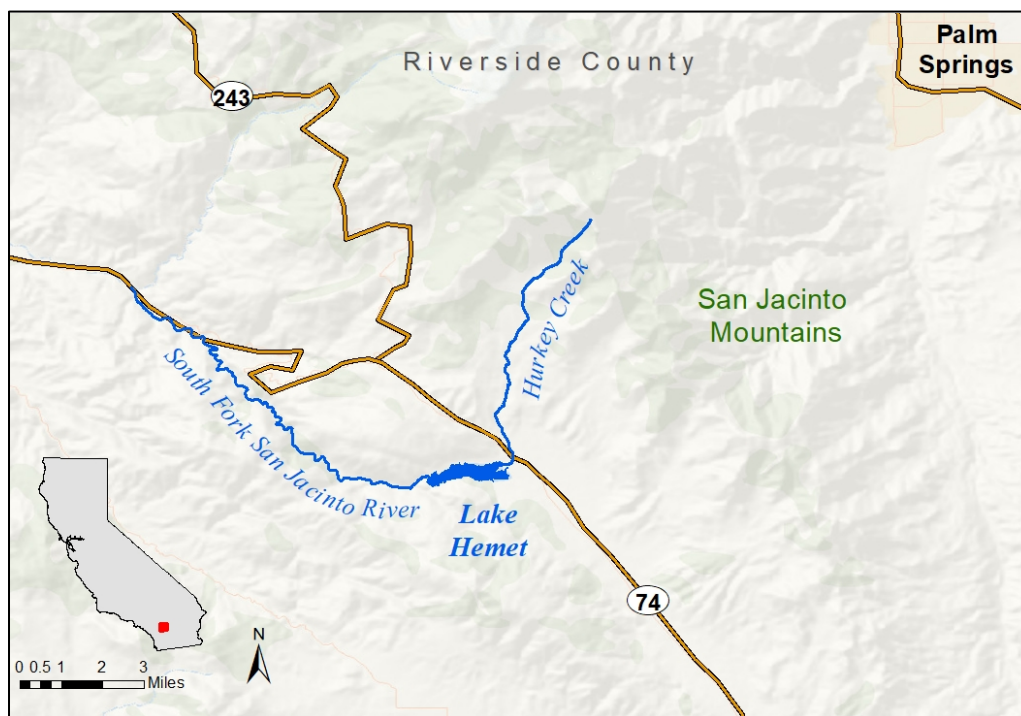 Riverside County
Palm
Springs
243
San Jacinto
Mountains
Hurkey Creek
South Fork San Jacinto River
Lake
Hemet
74
N
0 0.5 1 2 3
Miles